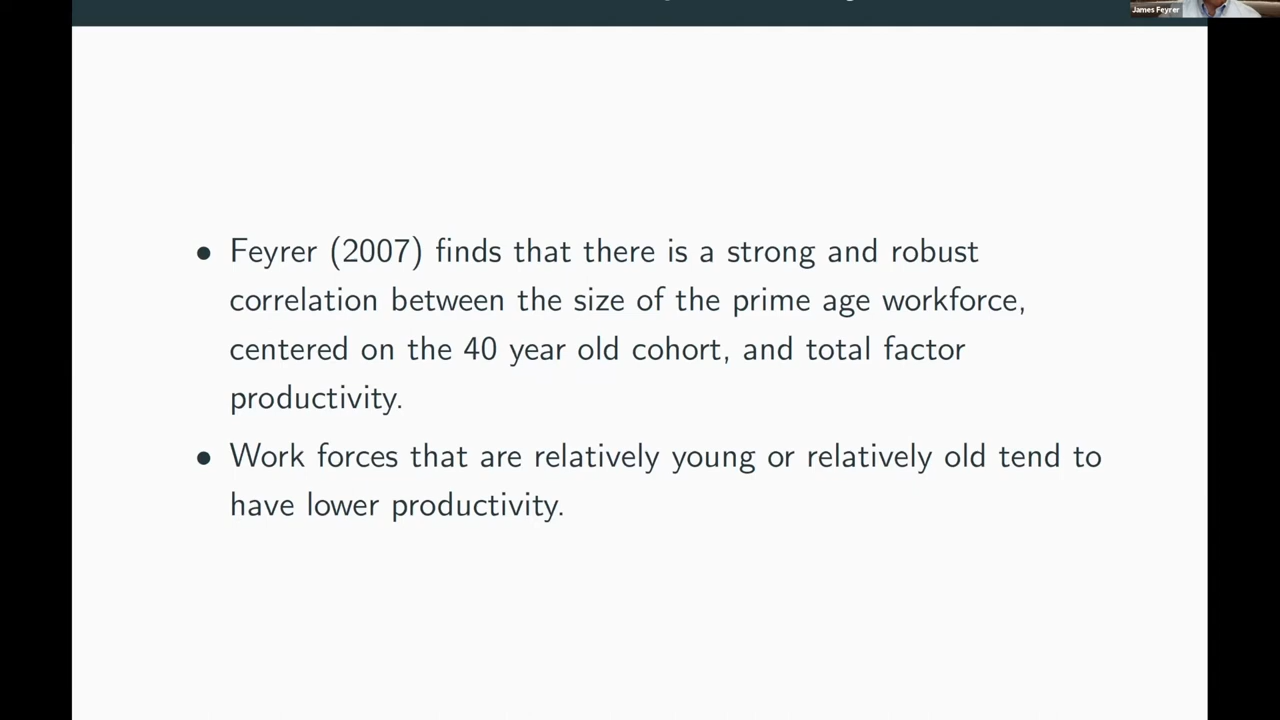 James Feyrer
• Feyrer (2007) finds that there is a strong and robust
correlation between the size of the prime age workforce,
centered on the 40 year old cohort, and total factor
productivity.
• Work forces that are relatively young or relatively old tend to
have lower productivity.